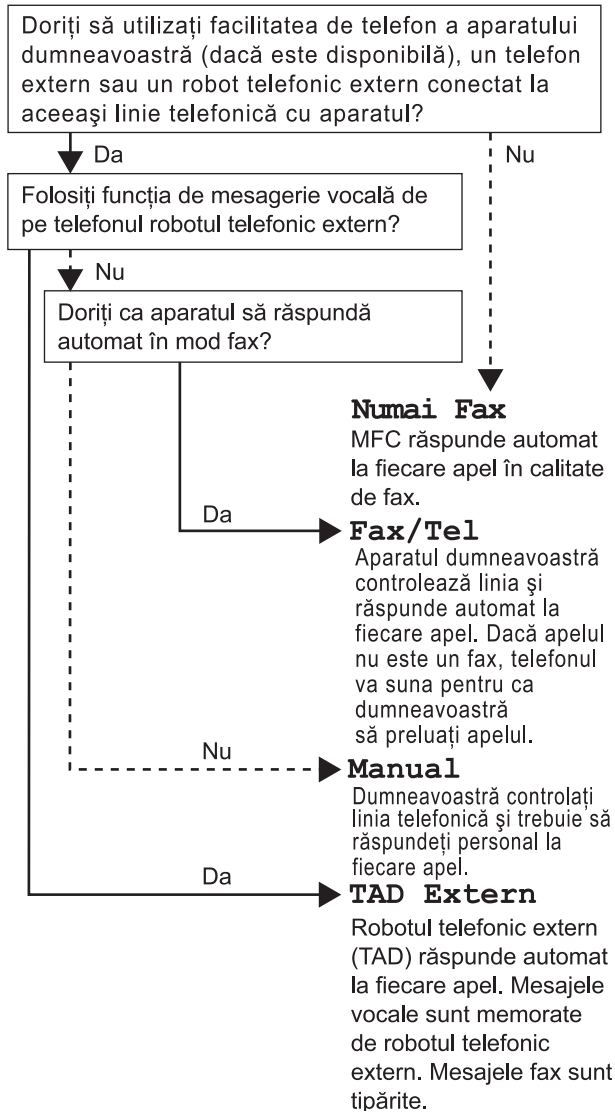 Doriți să utilizați facilitatea de telefon a aparatului
dumneavoastră (dacă este disponibilă), un telefon
extern sau un robot telefonic extern conectat la
aceeaşi linie telefonică cu aparatul?
Da
Nu
Folosiți funcția de mesagerie vocală de
pe telefonul robotul telefonic extern?
Nu
Doriți ca aparatul să răspundă
automat în mod fax?
Numai Fax
MFC răspunde automat
la fiecare apel în calitate
de fax.
Da
Fax/Tel
Aparatul dumneavoastră
controlează linia şi
răspunde automat la
fiecare apel. Dacă apelul
nu este un fax, telefonul
va suna pentru ca
dumneavoastră
să preluați apelul.
Nu
Manual
Dumneavoastră controlați
linia telefonică şi trebuie să
răspundeți personal la
fiecare apel.
Da
TAD Extern
Robotul telefonic extern
(TAD) răspunde automat
la fiecare apel. Mesajele
vocale sunt memorate
de robotul telefonic
extern. Mesajele fax sunt
tipărite.